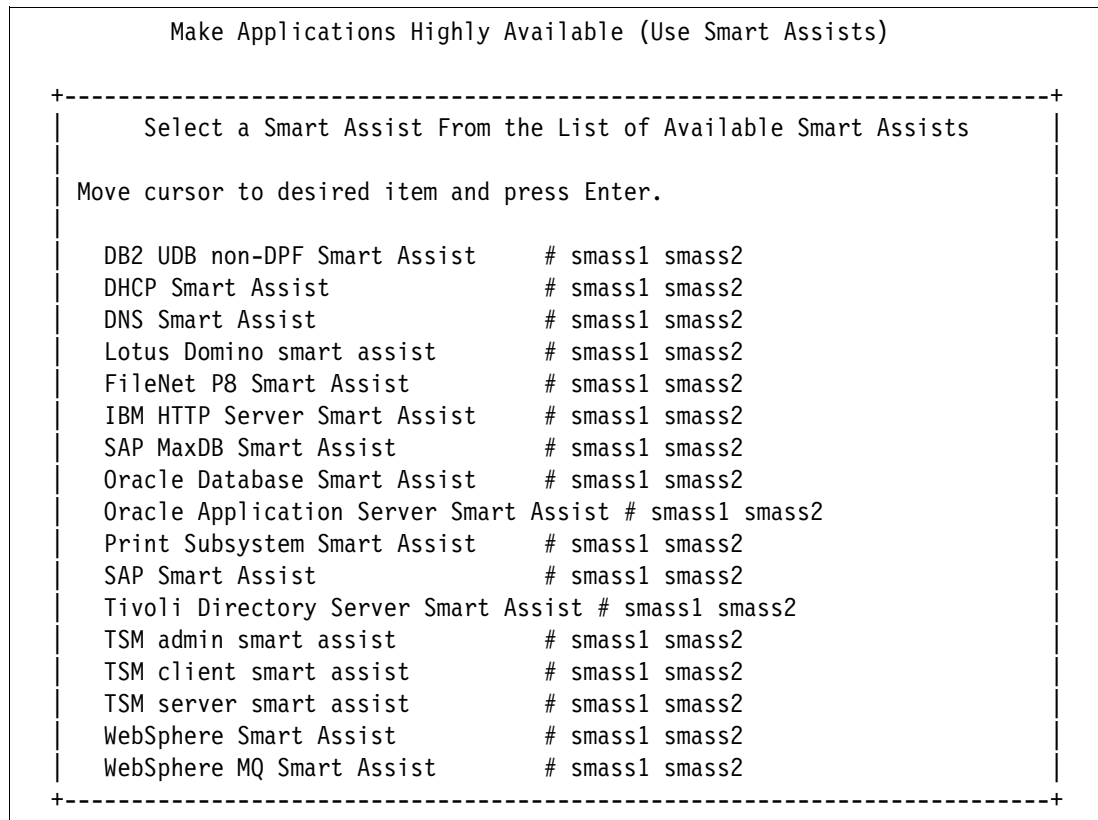 Make Applications Highly Available (Use Smart Assists)
+--------------------------------------------------------------------------+
| Select a Smart Assist From the List of Available Smart Assists |
| |
| Move cursor to desired item and press Enter. |
| |
| DB2 UDB non-DPF Smart Assist # smass1 smass2 |
| DHCP Smart Assist # smass1 smass2 |
| DNS Smart Assist # smass1 smass2 |
| Lotus Domino smart assist # smass1 smass2 |
| FileNet P8 Smart Assist # smass1 smass2 |
| IBM HTTP Server Smart Assist # smass1 smass2 |
| SAP MaxDB Smart Assist # smass1 smass2 |
| Oracle Database Smart Assist # smass1 smass2 |
| Oracle Application Server Smart Assist # smass1 smass2 |
| Print Subsystem Smart Assist # smass1 smass2 |
| SAP Smart Assist # smass1 smass2 |
| Tivoli Directory Server Smart Assist # smass1 smass2 |
| TSM admin smart assist # smass1 smass2 |
| TSM client smart assist # smass1 smass2 |
| TSM server smart assist # smass1 smass2 |
| WebSphere Smart Assist # smass1 smass2 |
| WebSphere MQ Smart Assist # smass1 smass2 |
+--------------------------------------------------------------------------+